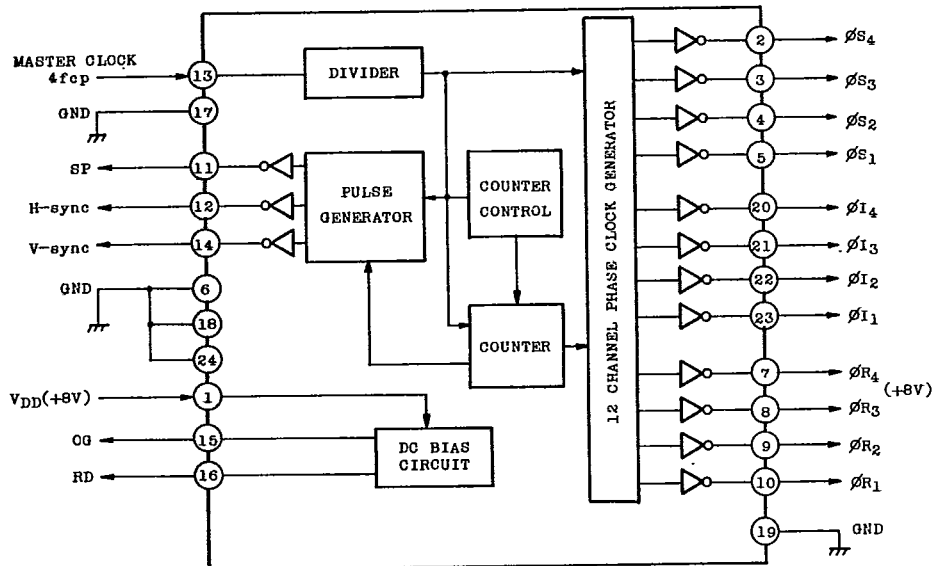 MASTER CLOCK
4fcp
13
DIVIDER
GND
17
SP
11
H-sync
12
V-sync
14
PULSE
GENERATOR
COUNTER
CONTROL
GND
6
18
24
COUNTER
VDD(+8V)
1
OG
15
RD
16
DC BIAS
CIRCUIT
12 CHANNEL PHASE CLOCK GENERATOR
2
ØS4
3
ØS3
4
ØS2
5
ØS1
20
ØI4
21
ØI3
22
ØI2
23
ØI1
7
ØR4
(+8V)
8
ØR3
9
ØR2
10
ØR1
19
GND